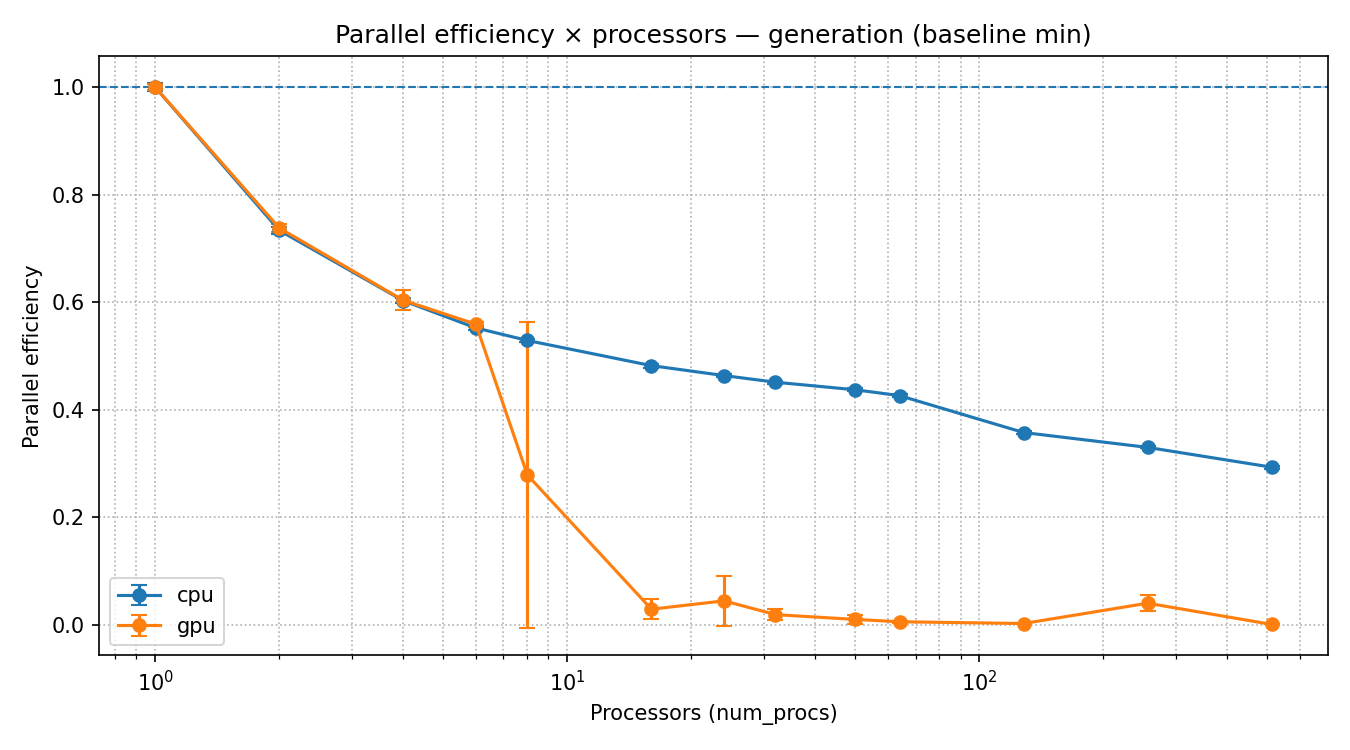 Parallel efficiency × processors — generation (baseline min)
1.0
0.8
0.6
0.4
0.2
0.0
Parallel efficiency
cpu
gpu
10⁰
10¹
10²
Processors (num_procs)